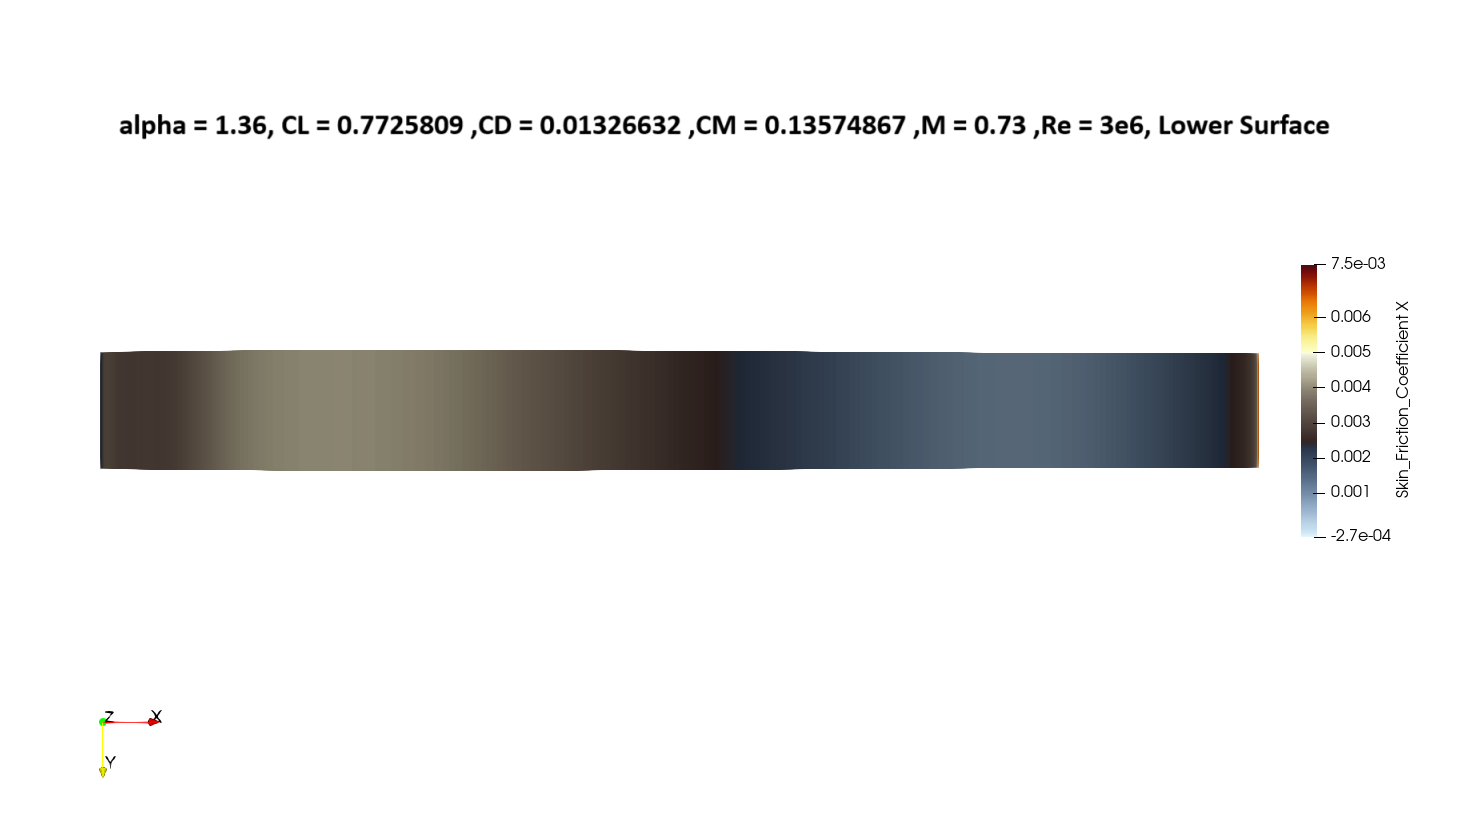 alpha = 1.36, CL = 0.7725809 ,CD = 0.01326632 ,CM = 0.13574867 ,M = 0.73 ,Re = 3e6, Lower Surface
7.5e-03
0.006
0.005
0.004
0.003
0.002
0.001
-2.7e-04
Skin_Friction_Coefficient X
Z
X
Y